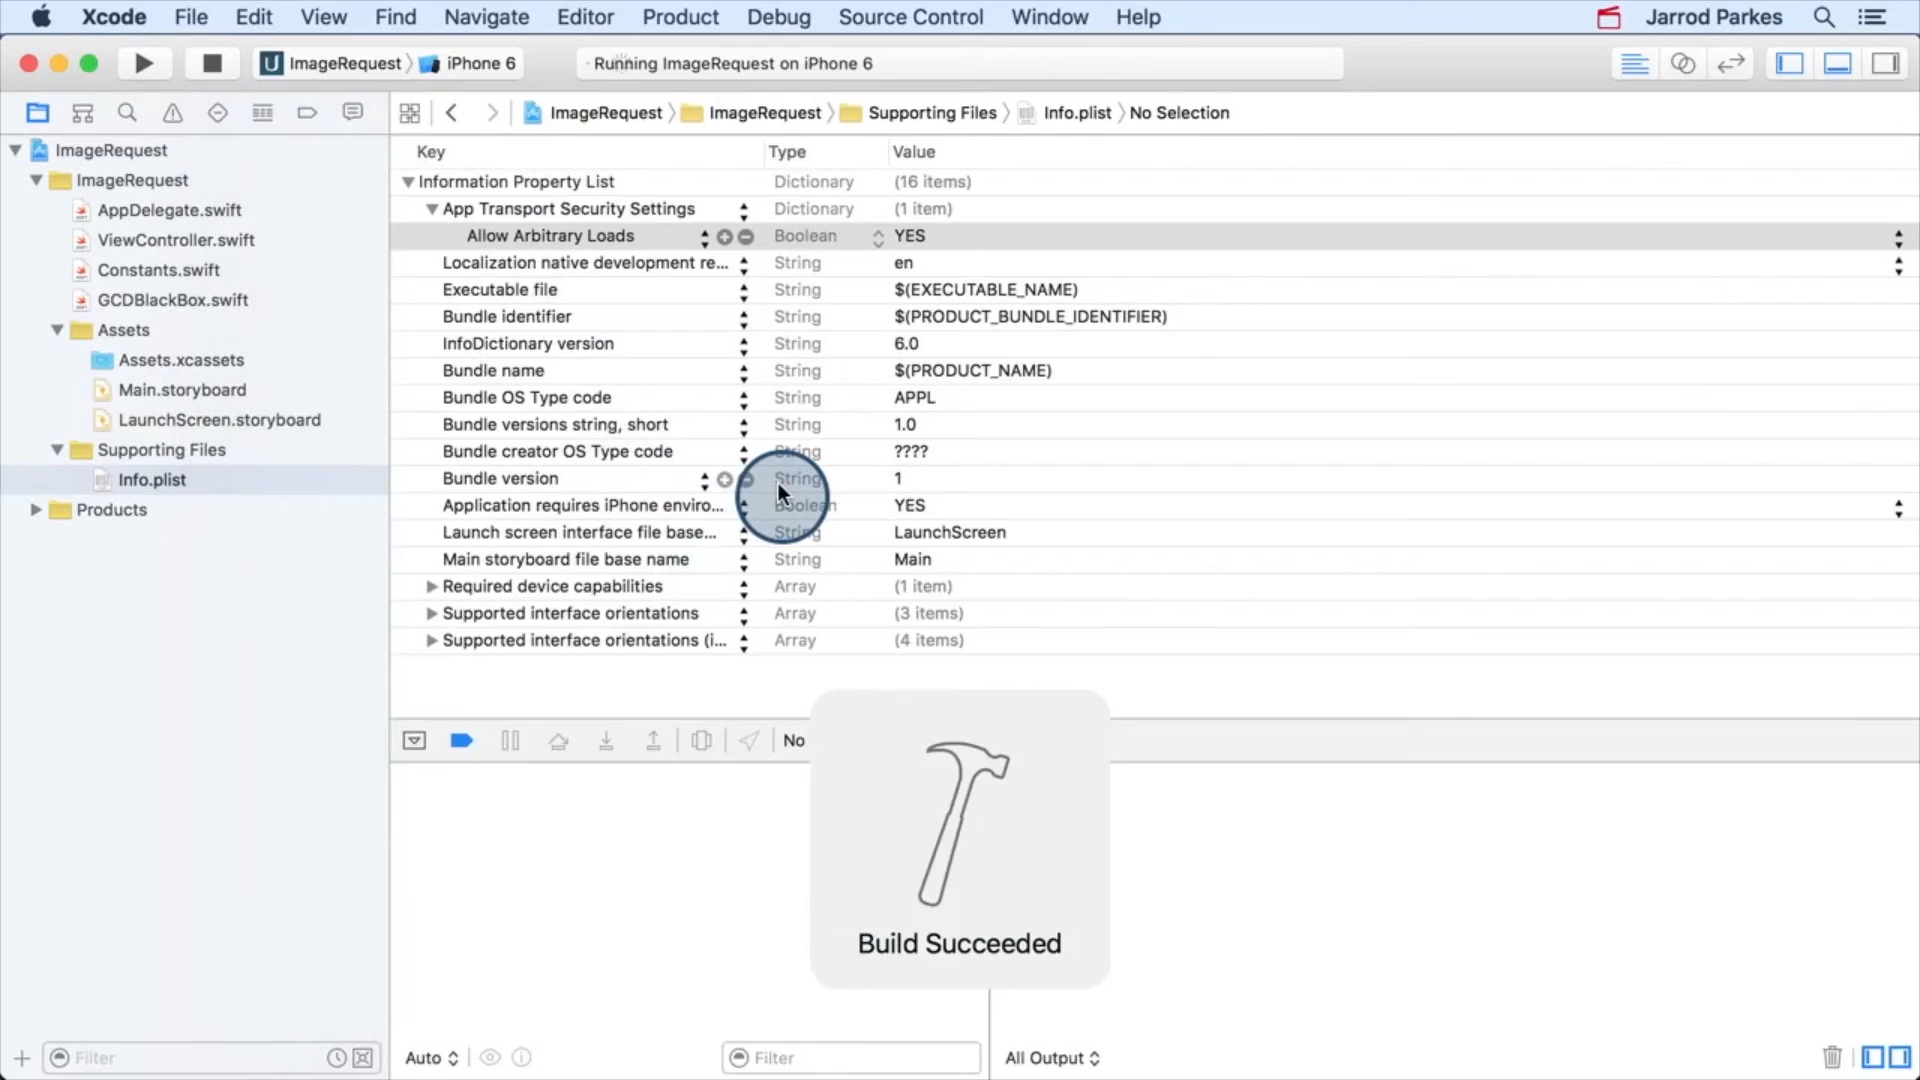 Xcode File Edit View Find Navigate Editor Product Debug Source Control Window Help Jarrod Parkes
ImageRequest iPhone 6 Running ImageRequest on iPhone 6
ImageRequest ImageRequest Supporting Files Info.plist No Selection
ImageRequest
ImageRequest
AppDelegate.swift
ViewController.swift
Constants.swift
GCDBlackBox.swift
Assets
Assets.xcassets
Main.storyboard
LaunchScreen.storyboard
Supporting Files
Info.plist
Products
Filter
Key Type Value
Information Property List Dictionary (16 items)
App Transport Security Settings Dictionary (1 item)
Allow Arbitrary Loads Boolean YES
Localization native development re... String en
Executable file String $(EXECUTABLE_NAME)
Bundle identifier String $(PRODUCT_BUNDLE_IDENTIFIER)
InfoDictionary version String 6.0
Bundle name String $(PRODUCT_NAME)
Bundle OS Type code String APPL
Bundle versions string, short String 1.0
Bundle creator OS Type code String ????
Bundle version String 1
Application requires iPhone enviro... Boolean YES
Launch screen interface file base... String LaunchScreen
Main storyboard file base name String Main
Required device capabilities Array (1 item)
Supported interface orientations Array (3 items)
Supported interface orientations (i... Array (4 items)
No
Build Succeeded
Auto Filter All Output